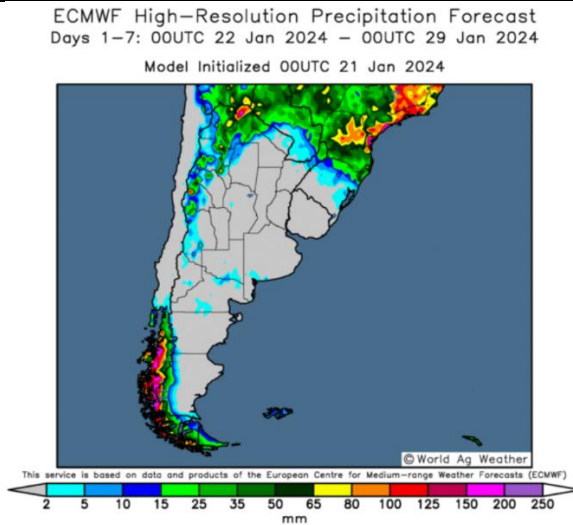 ECMWF High-Resolution Precipitation Forecast
Days 1-7: 00UTC 22 Jan 2024 - 00UTC 29 Jan 2024
Model Initialized 00UTC 21 Jan 2024
© World Ag Weather
This service is based on data and products of the European Centre for Medium-range Weather Forecasts (ECMWF)
2 5 10 15 25 35 50 65 80 100 125 150 200 250
mm